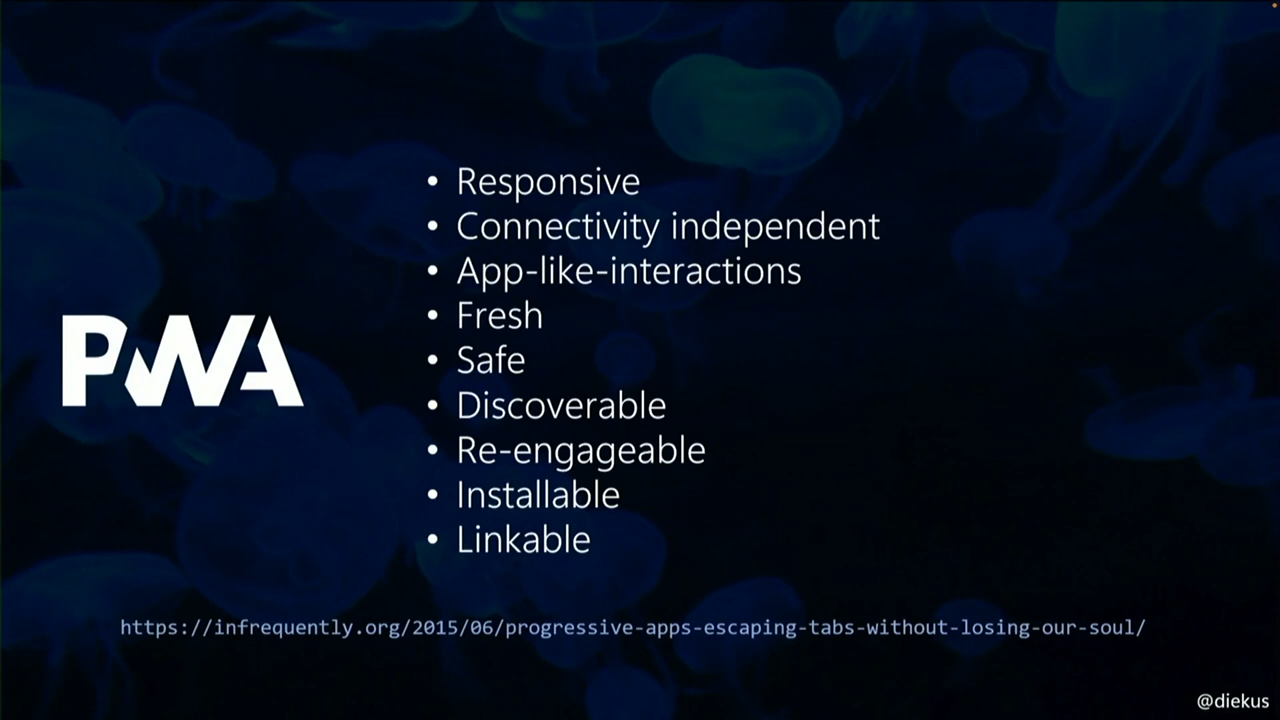 PWA
• Responsive
• Connectivity independent
• App-like-interactions
• Fresh
• Safe
• Discoverable
• Re-engageable
• Installable
• Linkable
https://infrequently.org/2015/06/progressive-apps-escaping-tabs-without-losing-our-soul/
@diekus